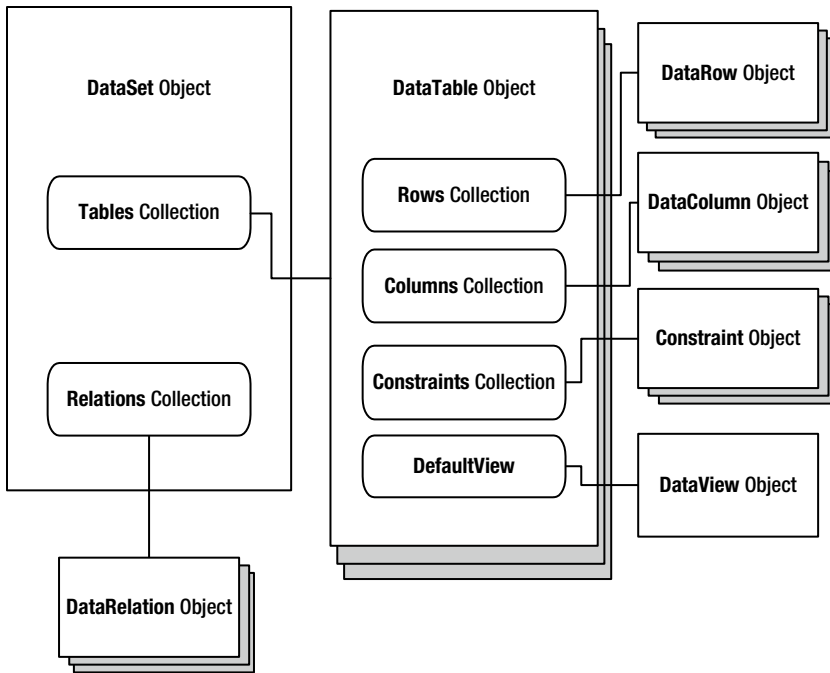 DataSet Object
Tables Collection
Relations Collection
DataRelation Object
DataTable Object
Rows Collection
Columns Collection
Constraints Collection
DefaultView
DataRow Object
DataColumn Object
Constraint Object
DataView Object